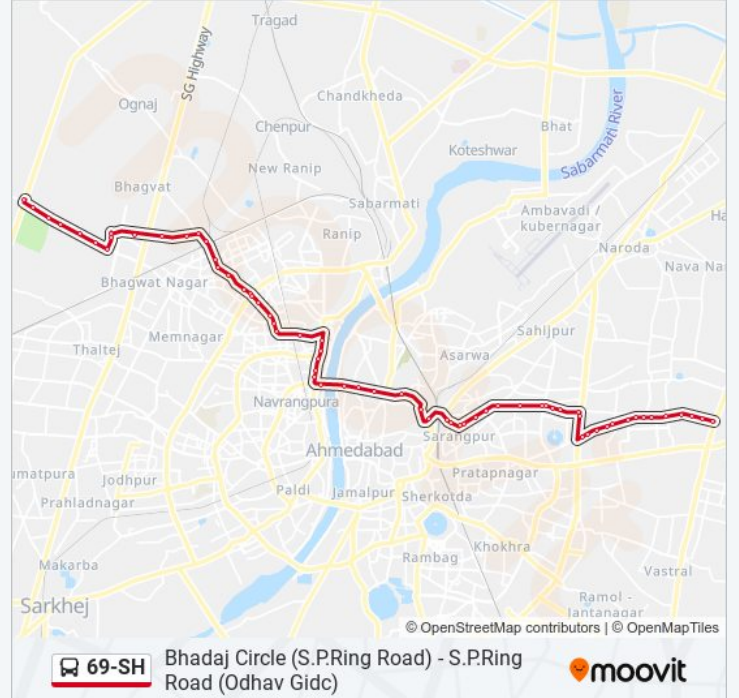 Tragad
SG Highway
Chandkheda
Ognaj
Chenpur
Bhat
Koteshwar
Sabarmati River
New Ranip
Bhagvat
Sabarmati
Ambavadi /
kubernagar
Ha
Ranip
Naroda
Nava Na
Bhagwat Nagar
Memnagar
Sahijpur
Thaltej
Asarwa
Navrangpura
Sarangpur
Ahmedabad
umatpura
Jodhpur
Pratapnagar
Paldi
Jamalpur
Sherkotda
Prahladnagar
Khokhra
Rambag
Makarba
Vastral
Sarkhej
Ramol -
Jantanagar
© OpenStreetMap contributors | © OpenMapTiles
69-SH
Bhadaj Circle (S.P.Ring Road) - S.P.Ring
Road (Odhav Gidc)
moovit